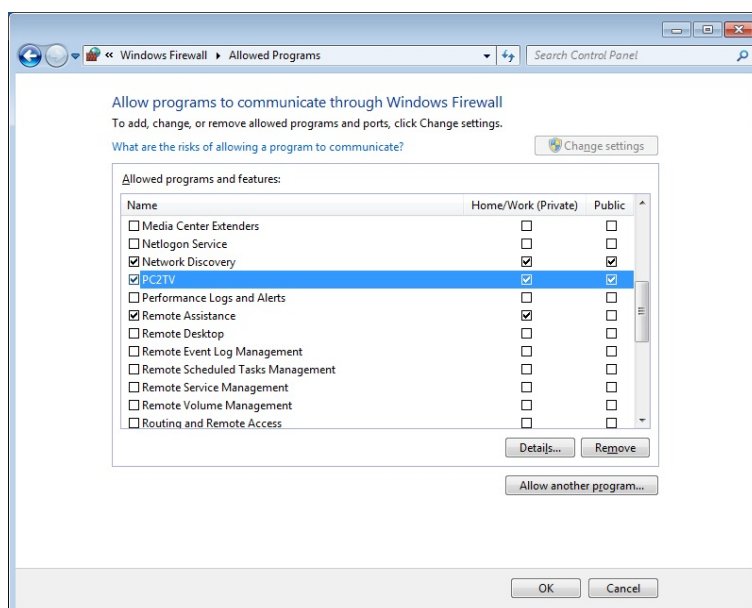 « Windows Firewall ▸ Allowed Programs
Search Control Panel
Allow programs to communicate through Windows Firewall
To add, change, or remove allowed programs and ports, click Change settings.
What are the risks of allowing a program to communicate?
Change settings
Allowed programs and features:
Name Home/Work (Private) Public
Media Center Extenders
Netlogon Service
Network Discovery
PC2TV
Performance Logs and Alerts
Remote Assistance
Remote Desktop
Remote Event Log Management
Remote Scheduled Tasks Management
Remote Service Management
Remote Volume Management
Routing and Remote Access
Details... Remove
Allow another program...
OK Cancel